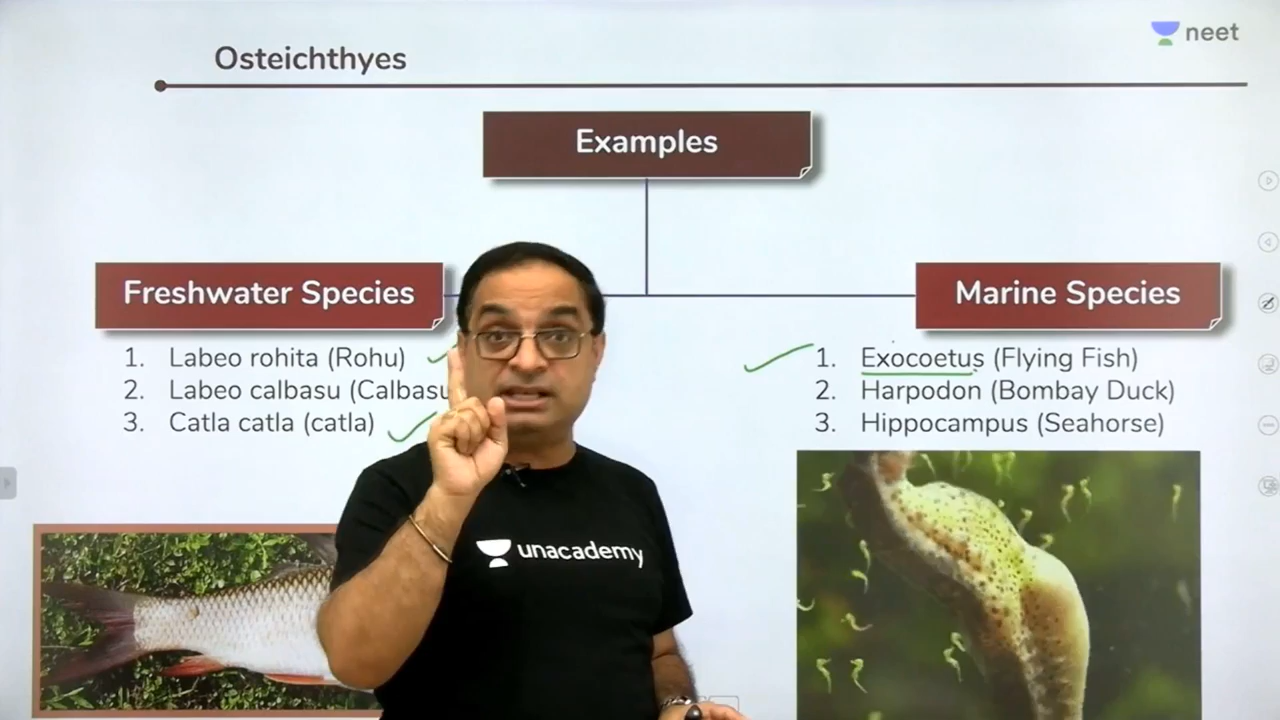 neet
Osteichthyes
Examples
Freshwater Species
Marine Species
1. Labeo rohita (Rohu)
2. Labeo calbasu (Calbasu
3. Catla catla (catla)
1. Exocoetus (Flying Fish)
2. Harpodon (Bombay Duck)
3. Hippocampus (Seahorse)
unacademy